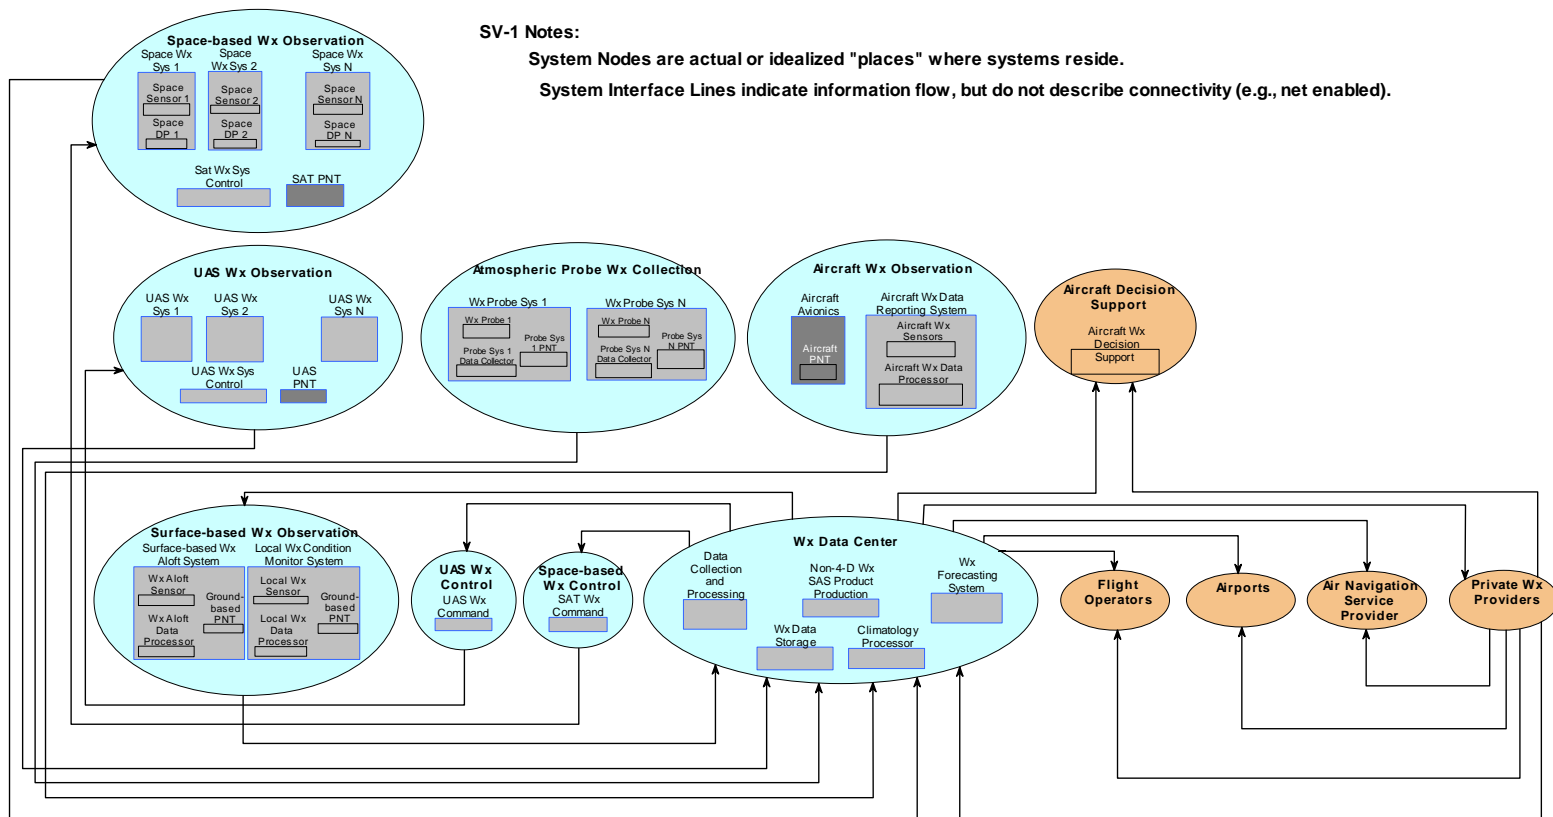 SV-1 Notes:
System Nodes are actual or idealized "places" where systems reside.
System Interface Lines indicate information flow, but do not describe connectivity (e.g., net enabled).
Space-based Wx Observation
Space Wx
Sys 1
Space
Wx Sys 2
Space Wx
Sys N
Space
Sensor 1
Space
Sensor 2
Space
Sensor N
Space
DP 1
Space
DP 2
Space
DP N
Sat Wx Sys
Control
SAT PNT
UAS Wx Observation
UAS Wx
Sys 1
UAS Wx
Sys 2
UAS Wx
Sys N
UAS Wx Sys
Control
UAS
PNT
Atmospheric Probe Wx Collection
Wx Probe Sys 1
Wx Probe 1
Probe Sys
1 PNT
Probe Sys 1
Data Collector
Wx Probe Sys N
Wx Probe N
Probe Sys
N PNT
Probe Sys N
Data Collector
Aircraft Wx Observation
Aircraft
Avionics
Aircraft
PNT
Aircraft Wx Data
Reporting System
Aircraft Wx
Sensors
Aircraft Wx Data
Processor
Aircraft Decision
Support
Aircraft Wx
Decision
Support
Surface-based Wx Observation
Surface-based Wx
Aloft System
Wx Aloft
Sensor
Ground-
based
PNT
Wx Aloft
Data
Processor
Local Wx Condition
Monitor System
Local Wx
Sensor
Ground-
based
PNT
Local Wx
Data
Processor
UAS Wx
Control
UAS Wx
Command
Space-based
Wx Control
SAT Wx
Command
Wx Data Center
Data
Collection
and
Processing
Non-4-D Wx
SAS Product
Production
Wx
Forecasting
System
Wx Data
Storage
Climatology
Processor
Flight
Operators
Airports
Air Navigation
Service
Provider
Private Wx
Providers